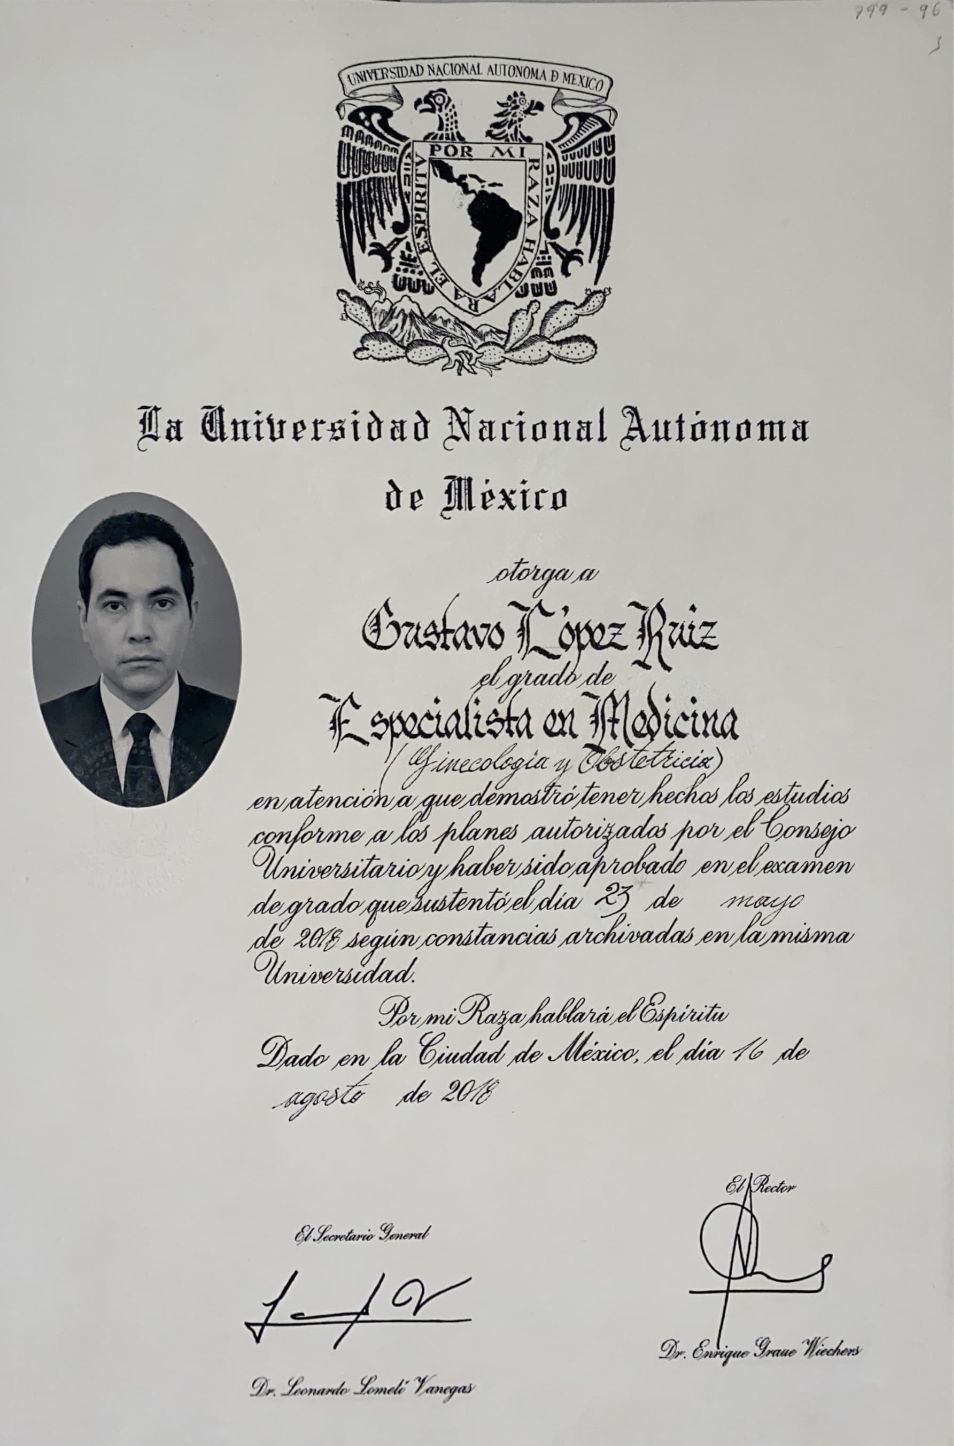 799 - 96
3
UNIVERSIDAD NACIONAL AUTONOMA D MEXICO
POR MI RAZA HABLARA EL ESPIRITV
La Universidad Nacional Autónoma
de México
otorga a
Gustavo López Ruiz
el grado de
Especialista en Medicina
(Ginecología y Obstetricia)
en atención a que demostró tener hechos los estudios
conforme a los planes autorizados por el Consejo
Universitario y haber sido aprobado en el examen
de grado que sustentó el día 23 de mayo
de 2018 según constancias archivadas en la misma
Universidad.
Por mi Raza hablará el Espíritu
Dado en la Ciudad de México, el día 16 de
agosto de 2018
El Rector
El Secretario General
Dr. Enrique Graue Wiechers
Dr. Leonardo Lomelí Vanegas